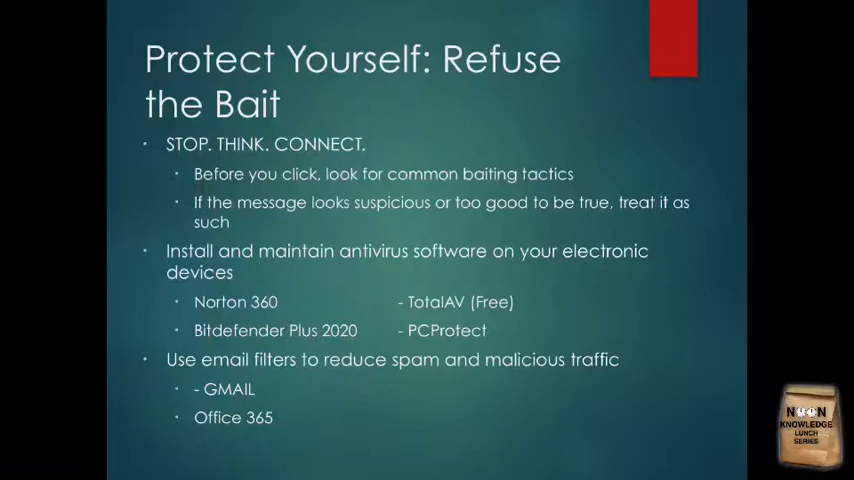 Protect Yourself: Refuse
the Bait
STOP. THINK. CONNECT.
Before you click, look for common baiting tactics
If the message looks suspicious or too good to be true, treat it as
such
Install and maintain antivirus software on your electronic
devices
Norton 360 - TotalAV (Free)
Bitdefender Plus 2020 - PCProtect
Use email filters to reduce spam and malicious traffic
- GMAIL
Office 365
NOON
KNOWLEDGE
LUNCH
SERIES